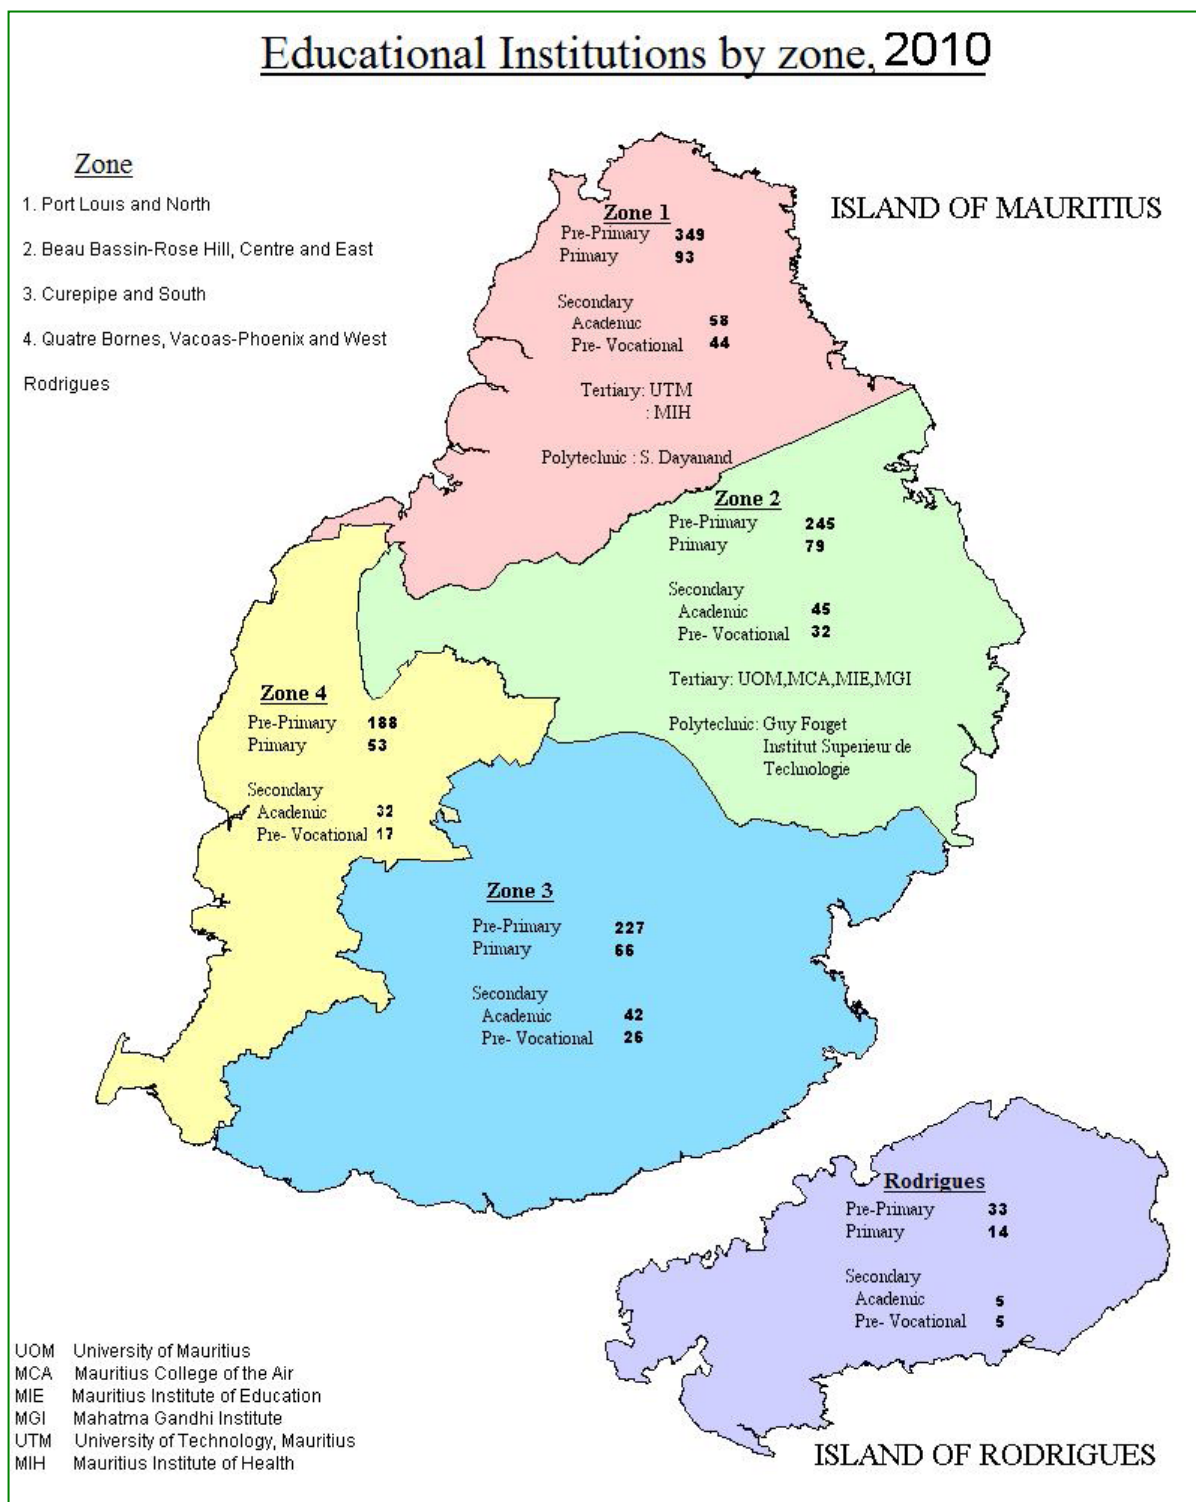 Educational Institutions by zone, 2010
Zone
1. Port Louis and North
2. Beau Bassin-Rose Hill, Centre and East
3. Curepipe and South
4. Quatre Bornes, Vacoas-Phoenix and West
Rodrigues
ISLAND OF MAURITIUS
Zone 1
Pre-Primary 349
Primary 93
Secondary
Academic 58
Pre- Vocational 44
Tertiary: UTM
: MIH
Polytechnic : S. Dayanand
Zone 2
Pre-Primary 245
Primary 79
Secondary
Academic 45
Pre- Vocational 32
Tertiary: UOM,MCA,MIE,MGI
Polytechnic: Guy Forget
Institut Superieur de
Technologie
Zone 4
Pre-Primary 188
Primary 53
Secondary
Academic 32
Pre- Vocational 17
Zone 3
Pre-Primary 227
Primary 66
Secondary
Academic 42
Pre- Vocational 26
Rodrigues
Pre-Primary 33
Primary 14
Secondary
Academic 5
Pre- Vocational 5
UOM University of Mauritius
MCA Mauritius College of the Air
MIE Mauritius Institute of Education
MGI Mahatma Gandhi Institute
UTM University of Technology, Mauritius
MIH Mauritius Institute of Health
ISLAND OF RODRIGUES